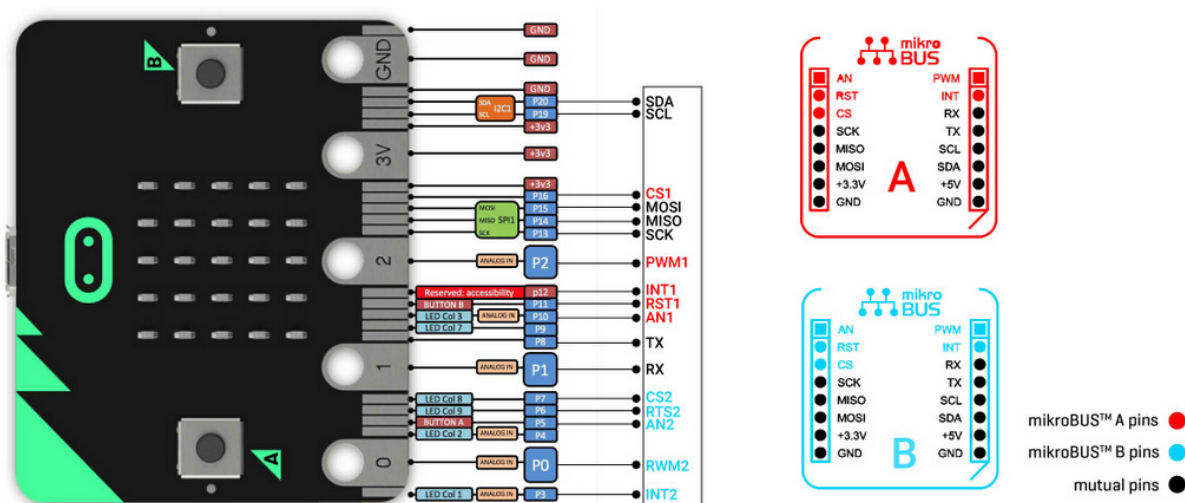 B
GND
3V
2
1
0
A
GND
GND
GND
SDA I2C1 P20 SDA
SCL P19 SCL
+3v3
+3v3
+3v3
P16 CS1
MOSI P15 MOSI
MISO SPI1 P14 MISO
SCK P13 SCK
ANALOG IN P2 PWM1
Reserved: accessibility p12 INT1
BUTTON B P11 RST1
LED Col 3 ANALOG IN P10 AN1
LED Col 7 P9
P8 TX
ANALOG IN P1 RX
LED Col 8 P7 CS2
LED Col 9 P6 RTS2
BUTTON A P5 AN2
LED Col 2 ANALOG IN P4
ANALOG IN P0 RWM2
LED Col 1 ANALOG IN P3 INT2
mikro
BUS
AN PWM
RST INT
CS RX
SCK TX
MISO SCL
MOSI SDA
+3.3V +5V
GND GND
A
mikro
BUS
AN PWM
RST INT
CS RX
SCK TX
MISO SCL
MOSI SDA
+3.3V +5V
GND GND
B
mikroBUS™ A pins
mikroBUS™ B pins
mutual pins